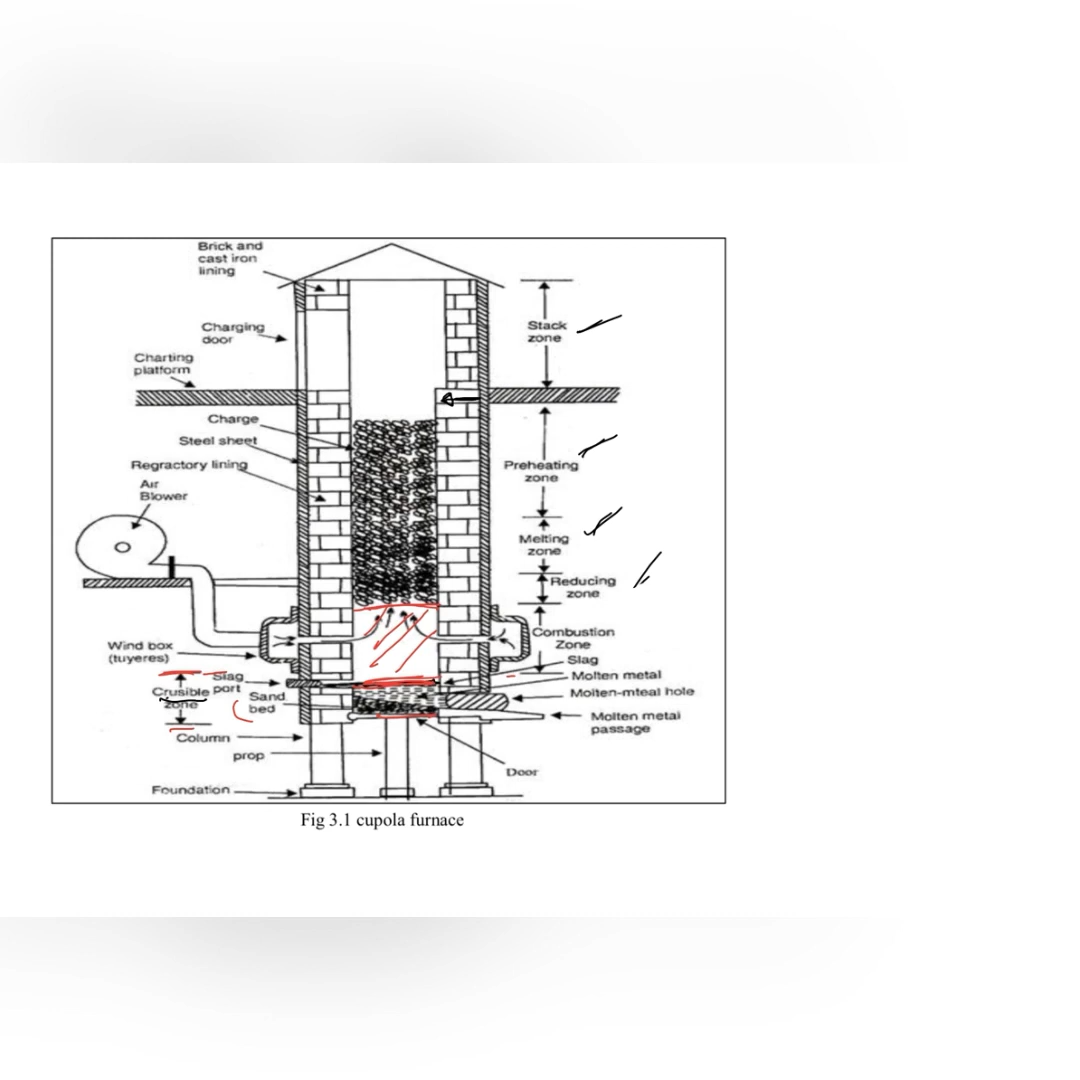 Brick and
cast iron
lining
Charging
door
Charting
platform
Charge
Steel sheet
Regractory lining
Air
Blower
Wind box
(tuyeres)
Slag
port
Crusible
zone
Sand
bed
Column
prop
Foundation
Stack
zone
Preheating
zone
Melting
zone
Reducing
zone
Combustion
Zone
Slag
Molten metal
Molten-mteal hole
Molten metal
passage
Door
Fig 3.1 cupola furnace